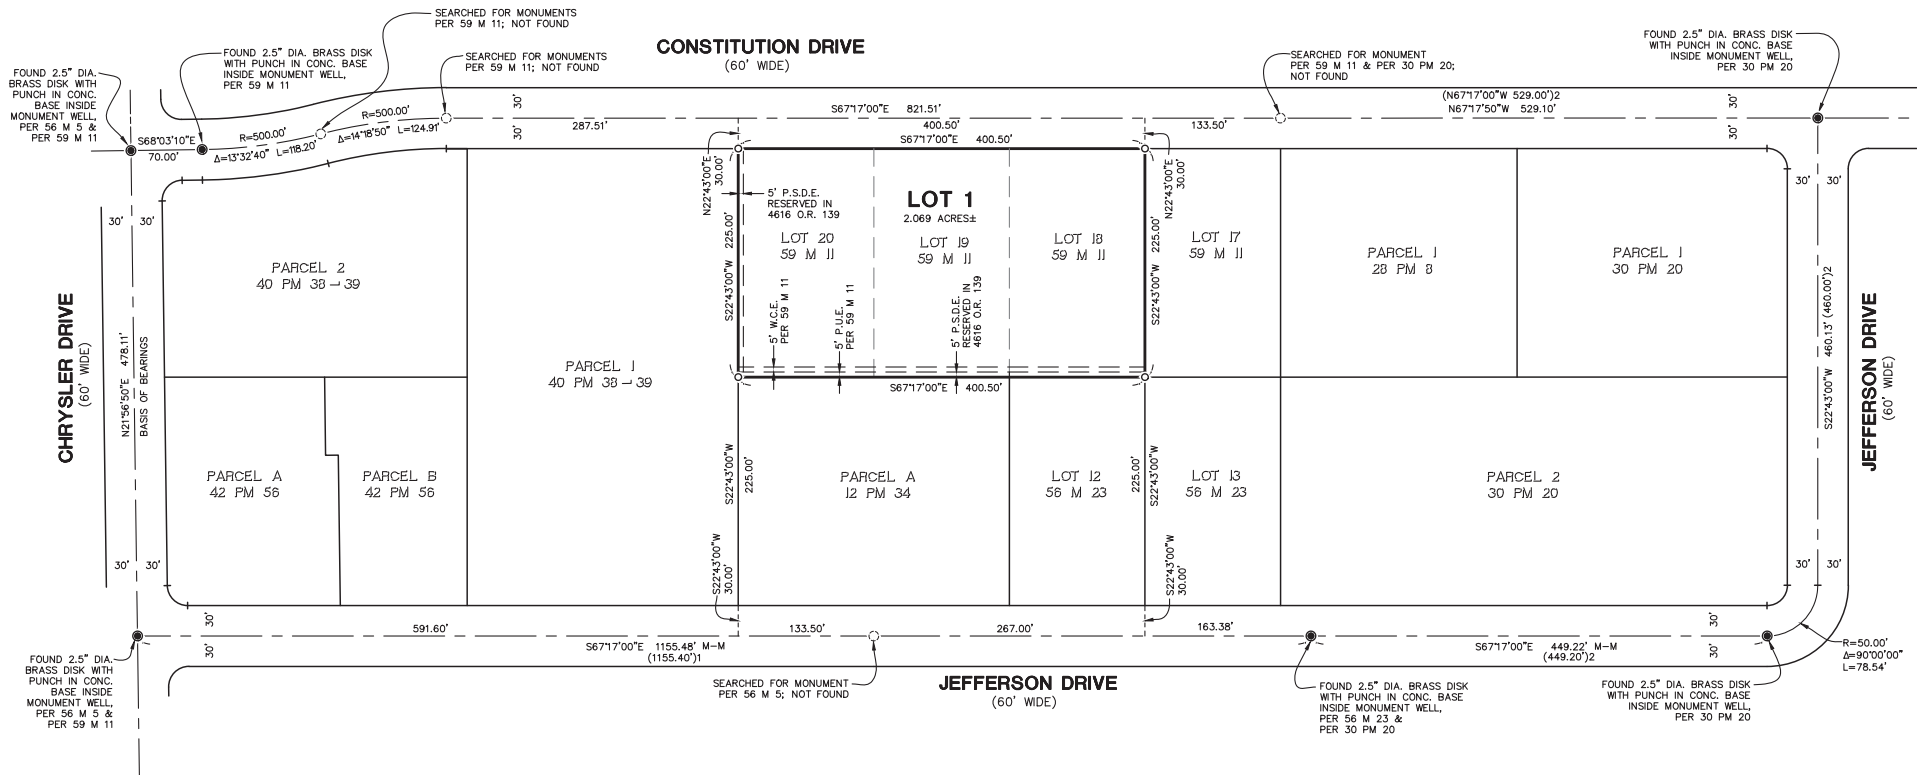 SEARCHED FOR MONUMENTS
PER 59 M 11; NOT FOUND
FOUND 2.5" DIA. BRASS DISK
WITH PUNCH IN CONC. BASE
INSIDE MONUMENT WELL,
PER 59 M 11
SEARCHED FOR MONUMENTS
PER 59 M 11; NOT FOUND
CONSTITUTION DRIVE
(60' WIDE)
SEARCHED FOR MONUMENT
PER 59 M 11 & PER 30 PM 20;
NOT FOUND
FOUND 2.5" DIA. BRASS DISK
WITH PUNCH IN CONC. BASE
INSIDE MONUMENT WELL,
PER 30 PM 20
FOUND 2.5" DIA.
BRASS DISK WITH
PUNCH IN CONC.
BASE INSIDE
MONUMENT WELL,
PER 56 M 5 &
PER 59 M 11
S68°03'10"E
70.00'
R=500.00'
Δ=13°32'40" L=118.20'
R=500.00'
Δ=14°18'50" L=124.91'
30'
30'
S67°17'00"E 821.51'
287.51'
400.50'
133.50'
S67°17'00"E 400.50'
(N67°17'00"W 529.00')2
N67°17'50"W 529.10'
30'
30'
N22°43'00"E
30.00'
N22°43'00"E
30.00'
30' 30'
30' 30'
5' P.S.D.E.
RESERVED IN
4616 O.R. 139
LOT 1
2.069 ACRES±
LOT 20
59 M 11
LOT 19
59 M 11
LOT 18
59 M 11
LOT 17
59 M 11
PARCEL 1
28 PM 8
PARCEL 1
30 PM 20
PARCEL 2
40 PM 38-39
S22°43'00"W 225.00'
S22°43'00"W 225.00'
5' W.C.E.
PER 59 M 11
5' P.U.E.
PER 59 M 11
5' P.S.D.E.
RESERVED IN
4616 O.R. 139
S67°17'00"E 400.50'
CHRYSLER DRIVE
(60' WIDE)
N21°56'50"E 478.11'
BASIS OF BEARINGS
PARCEL 1
40 PM 38-39
S22°43'00"W 460.13' (460.00')2
JEFFERSON DRIVE
(60' WIDE)
PARCEL A
42 PM 56
PARCEL B
42 PM 56
S22°43'00"W
225.00'
PARCEL A
12 PM 34
LOT 12
56 M 23
225.00'
S22°43'00"W
LOT 13
56 M 23
PARCEL 2
30 PM 20
30' 30'
S22°43'00"W
30.00'
S22°43'00"W
30.00'
30' 30'
30'
30'
591.60'
133.50'
267.00'
163.38'
S67°17'00"E 1155.48' M-M
(1155.40')1
S67°17'00"E 449.22' M-M
(449.20')2
30'
30'
R=50.00'
Δ=90°00'00"
L=78.54'
FOUND 2.5" DIA.
BRASS DISK WITH
PUNCH IN CONC.
BASE INSIDE
MONUMENT WELL,
PER 56 M 5 &
PER 59 M 11
SEARCHED FOR MONUMENT
PER 56 M 5; NOT FOUND
JEFFERSON DRIVE
(60' WIDE)
FOUND 2.5" DIA. BRASS DISK
WITH PUNCH IN CONC. BASE
INSIDE MONUMENT WELL,
PER 56 M 23 &
PER 30 PM 20
FOUND 2.5" DIA. BRASS DISK
WITH PUNCH IN CONC. BASE
INSIDE MONUMENT WELL,
PER 30 PM 20